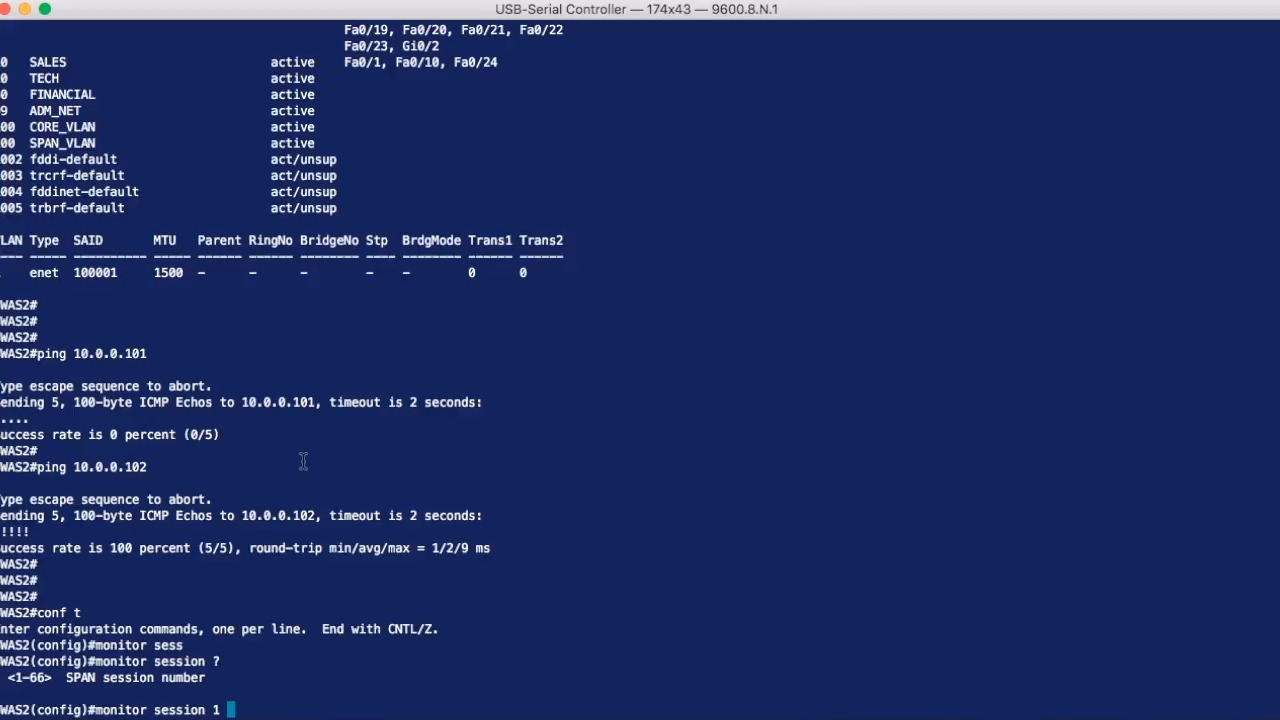 USB-Serial Controller — 174x43 — 9600.8.N.1
Fa0/19, Fa0/20, Fa0/21, Fa0/22
Fa0/23, Gi0/2
0 SALES active Fa0/1, Fa0/10, Fa0/24
0 TECH active
0 FINANCIAL active
9 ADM_NET active
00 CORE_VLAN active
00 SPAN_VLAN active
002 fddi-default act/unsup
003 trcrf-default act/unsup
004 fddinet-default act/unsup
005 trbrf-default act/unsup
LAN Type SAID MTU Parent RingNo BridgeNo Stp BrdgMode Trans1 Trans2
---- ----- ---------- ----- ------ ------ -------- ---- -------- ------ ------
enet 100001 1500 - - - - - 0 0
WAS2#
WAS2#
WAS2#
WAS2#ping 10.0.0.101
ype escape sequence to abort.
ending 5, 100-byte ICMP Echos to 10.0.0.101, timeout is 2 seconds:
....
uccess rate is 0 percent (0/5)
WAS2#
WAS2#ping 10.0.0.102
ype escape sequence to abort.
ending 5, 100-byte ICMP Echos to 10.0.0.102, timeout is 2 seconds:
!!!!
uccess rate is 100 percent (5/5), round-trip min/avg/max = 1/2/9 ms
WAS2#
WAS2#
WAS2#
WAS2#conf t
nter configuration commands, one per line. End with CNTL/Z.
WAS2(config)#monitor sess
WAS2(config)#monitor session ?
<1-66> SPAN session number
WAS2(config)#monitor session 1